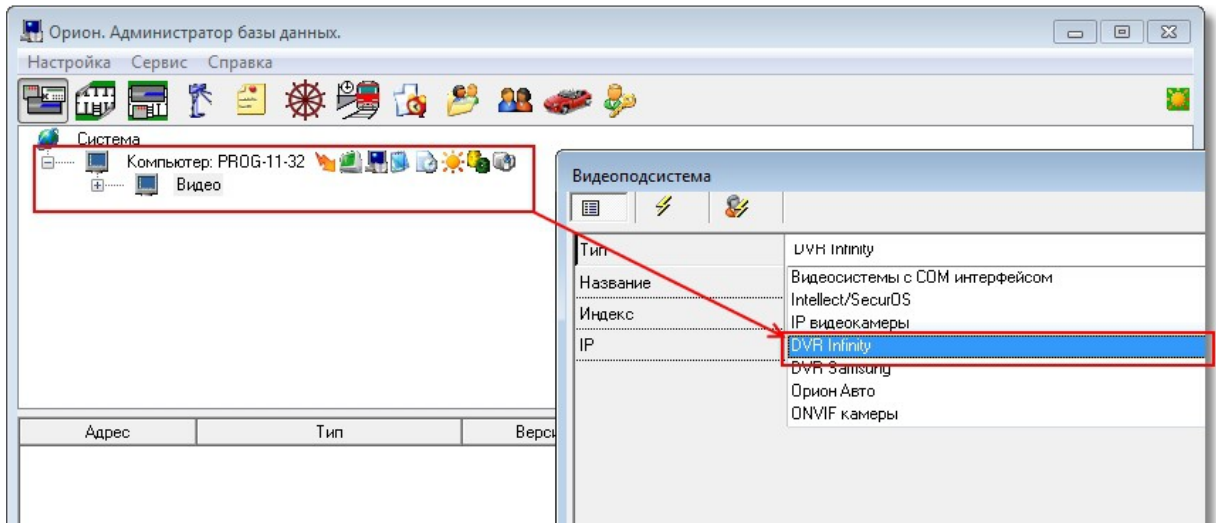 Орион. Администратор базы данных.
Настройка Сервис Справка
Система
Компьютер: PROG-11-32
Видео
Адрес Тип Верси
Видеоподсистема
Тип DVR Infinity
Название
Индекс
IP
Видеосистемы с COM интерфейсом
Intellect/SecurOS
IP видеокамеры
DVR Infinity
DVR Samsung
Орион Авто
ONVIF камеры